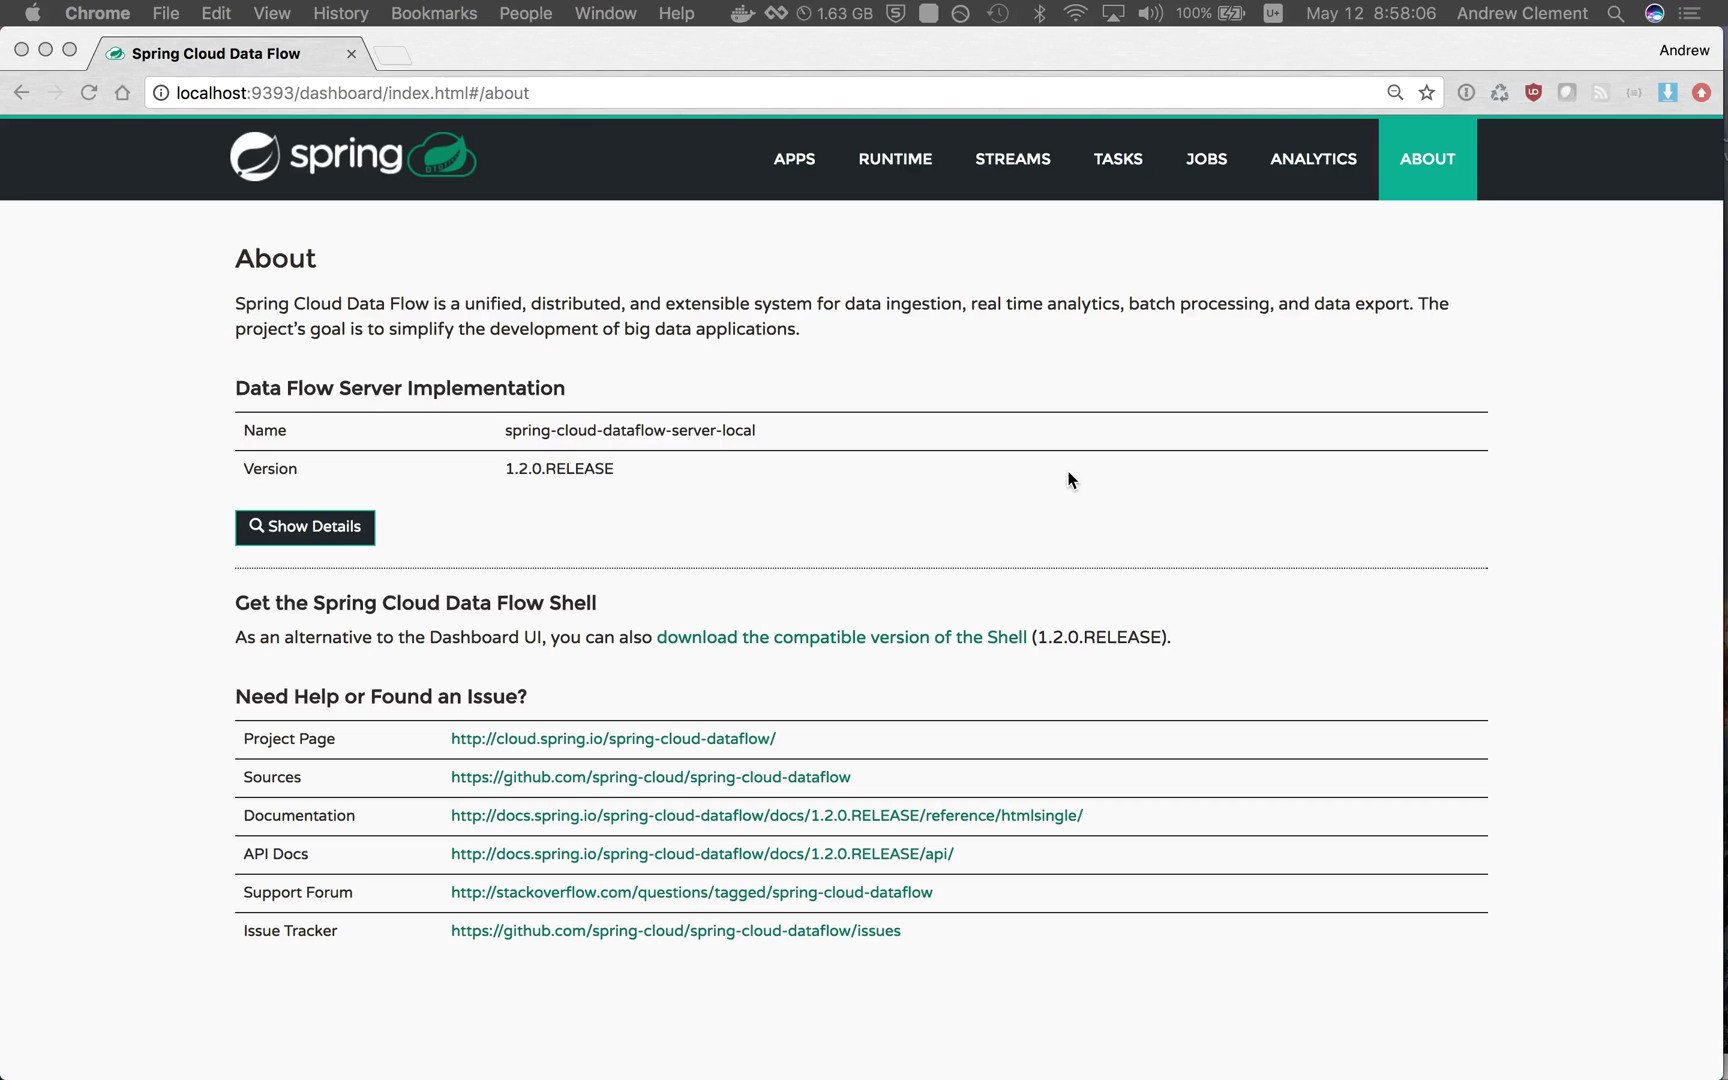 Chrome File Edit View History Bookmarks People Window Help 1.63 GB 100% May 12 8:58:06 Andrew Clement
Spring Cloud Data Flow Andrew
localhost:9393/dashboard/index.html#/about
spring APPS RUNTIME STREAMS TASKS JOBS ANALYTICS ABOUT
About
Spring Cloud Data Flow is a unified, distributed, and extensible system for data ingestion, real time analytics, batch processing, and data export. The
project's goal is to simplify the development of big data applications.
Data Flow Server Implementation
Name spring-cloud-dataflow-server-local
Version 1.2.0.RELEASE
Show Details
Get the Spring Cloud Data Flow Shell
As an alternative to the Dashboard UI, you can also download the compatible version of the Shell (1.2.0.RELEASE).
Need Help or Found an Issue?
Project Page http://cloud.spring.io/spring-cloud-dataflow/
Sources https://github.com/spring-cloud/spring-cloud-dataflow
Documentation http://docs.spring.io/spring-cloud-dataflow/docs/1.2.0.RELEASE/reference/htmlsingle/
API Docs http://docs.spring.io/spring-cloud-dataflow/docs/1.2.0.RELEASE/api/
Support Forum http://stackoverflow.com/questions/tagged/spring-cloud-dataflow
Issue Tracker https://github.com/spring-cloud/spring-cloud-dataflow/issues